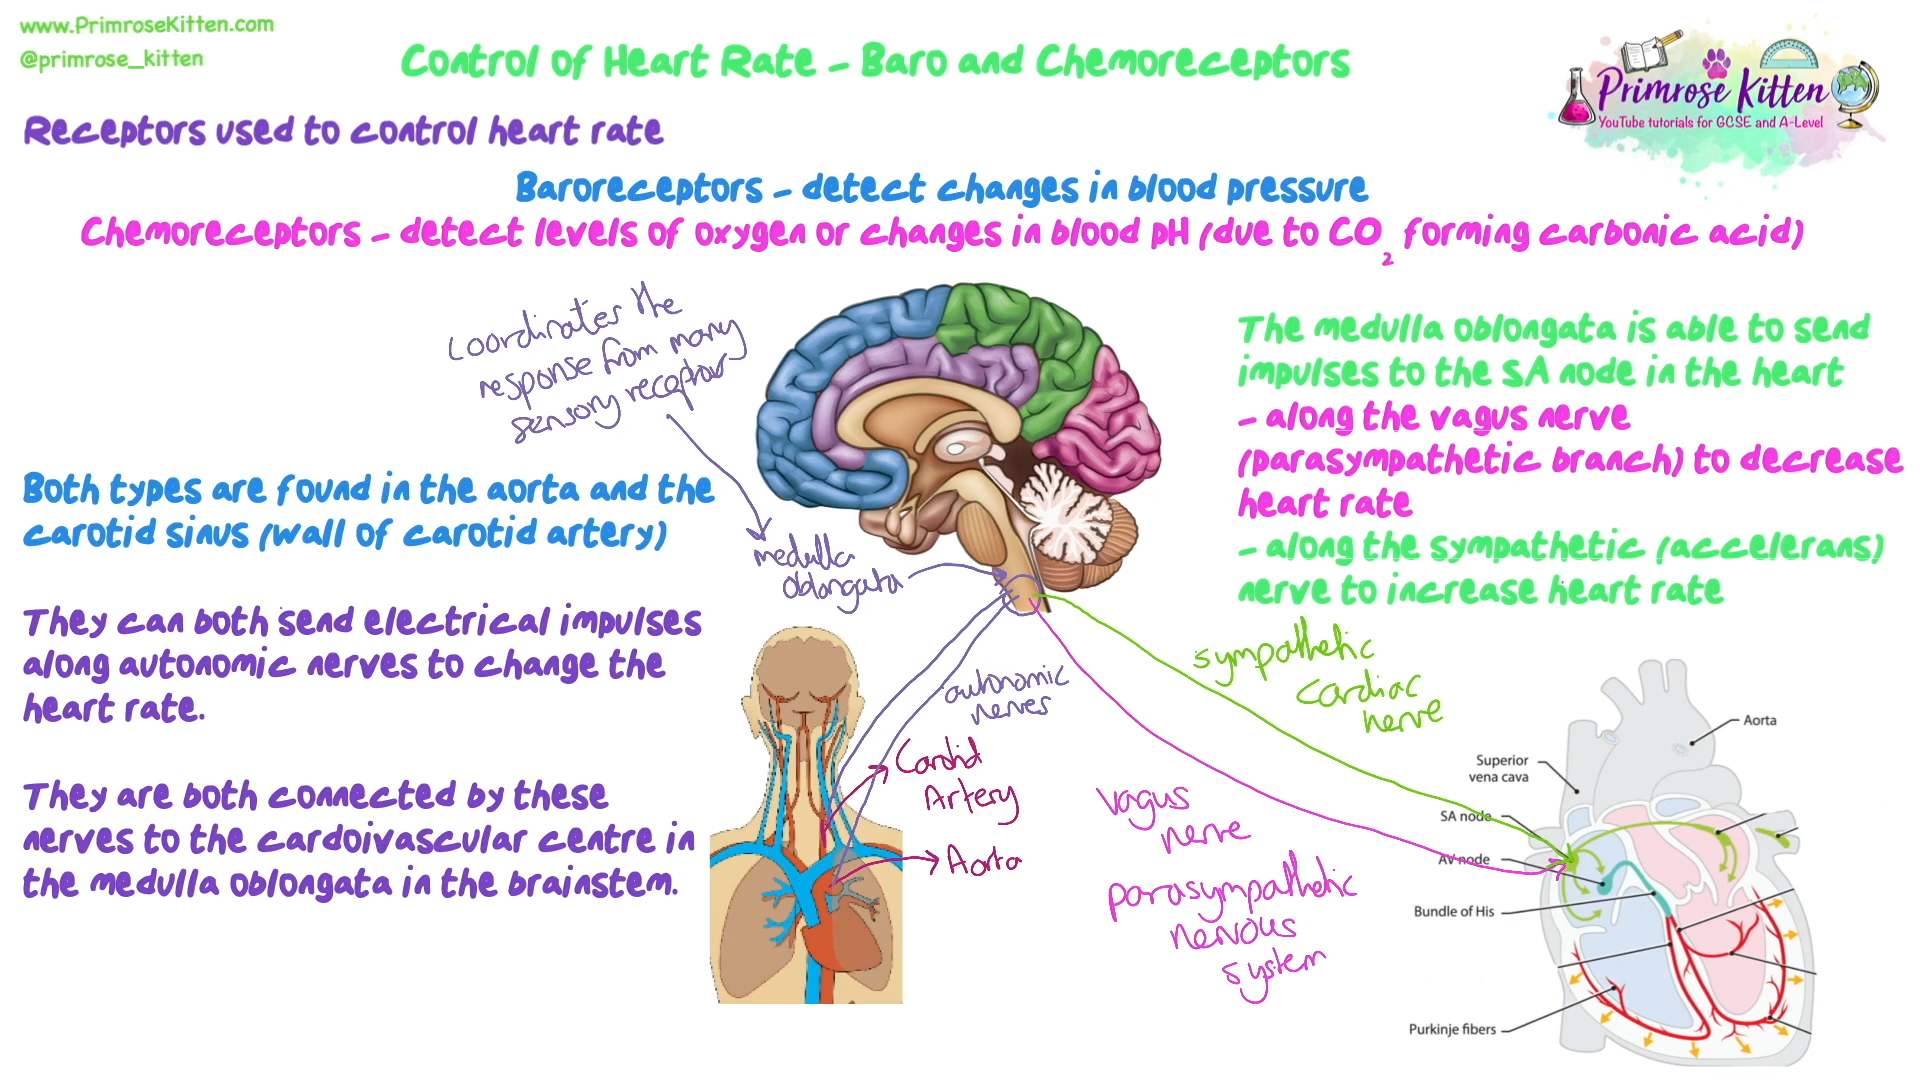 www.PrimroseKitten.com
@primrose_kitten
Control of Heart Rate - Baro and Chemoreceptors
Primrose Kitten
YouTube tutorials for GCSE and A-Level
Receptors used to control heart rate
Baroreceptors - detect changes in blood pressure
Chemoreceptors - detect levels of oxygen or changes in blood pH (due to CO2 forming carbonic acid)
coordinates the
response from many
sensory receptors
Both types are found in the aorta and the
carotid sinus (wall of carotid artery)
They can both send electrical impulses
along autonomic nerves to change the
heart rate.
They are both connected by these
nerves to the cardoivascular centre in
the medulla oblongata in the brainstem.
medulla
oblongata
autonomic
nerves
Carotid
Artery
Aorta
The medulla oblongata is able to send
impulses to the SA node in the heart
- along the vagus nerve
(parasympathetic branch) to decrease
heart rate
- along the sympathetic (accelerans)
nerve to increase heart rate
sympathetic
cardiac
nerve
vagus
nerve
parasympathetic
nervous
system
Aorta
Superior
vena cava
SA node
AV node
Bundle of His
Purkinje fibers